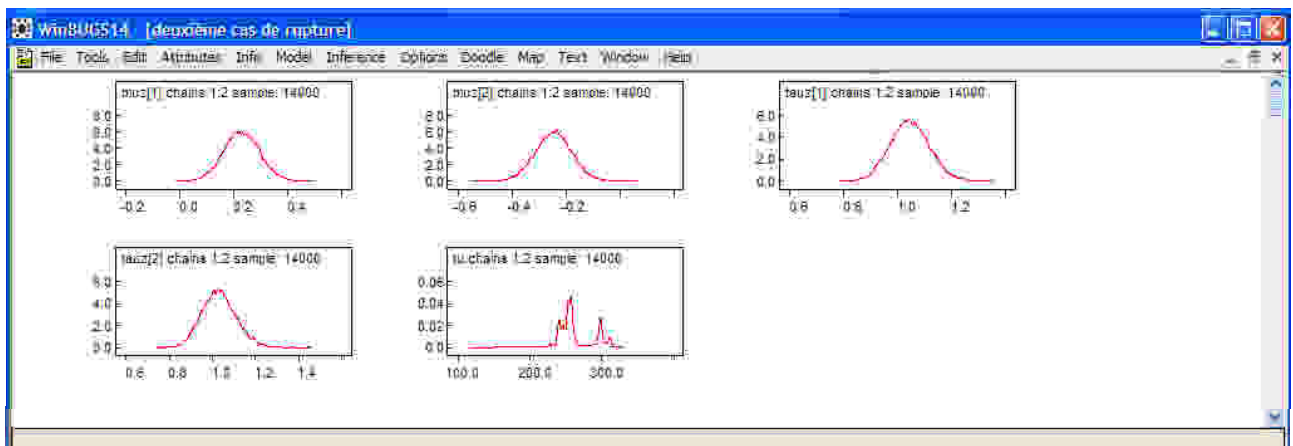 WinBUGS14 - [deuxième cas de rupture]
File Tools Edit Attributes Info Model Inference Options Doodle Map Text Window Help
muz[1] chains 1:2 sample: 14000
8.0
6.0
4.0
2.0
0.0
-0.2 0.0 0.2 0.4
muz[2] chains 1:2 sample: 14000
8.0
6.0
4.0
2.0
0.0
-0.6 -0.4 -0.2
tauz[1] chains 1:2 sample: 14000
6.0
4.0
2.0
0.0
0.6 0.8 1.0 1.2
tauz[2] chains 1:2 sample: 14000
6.0
4.0
2.0
0.0
0.6 0.8 1.0 1.2 1.4
chains 1:2 sample: 14000
0.06
0.04
0.02
0.0
100.0 200.0 300.0